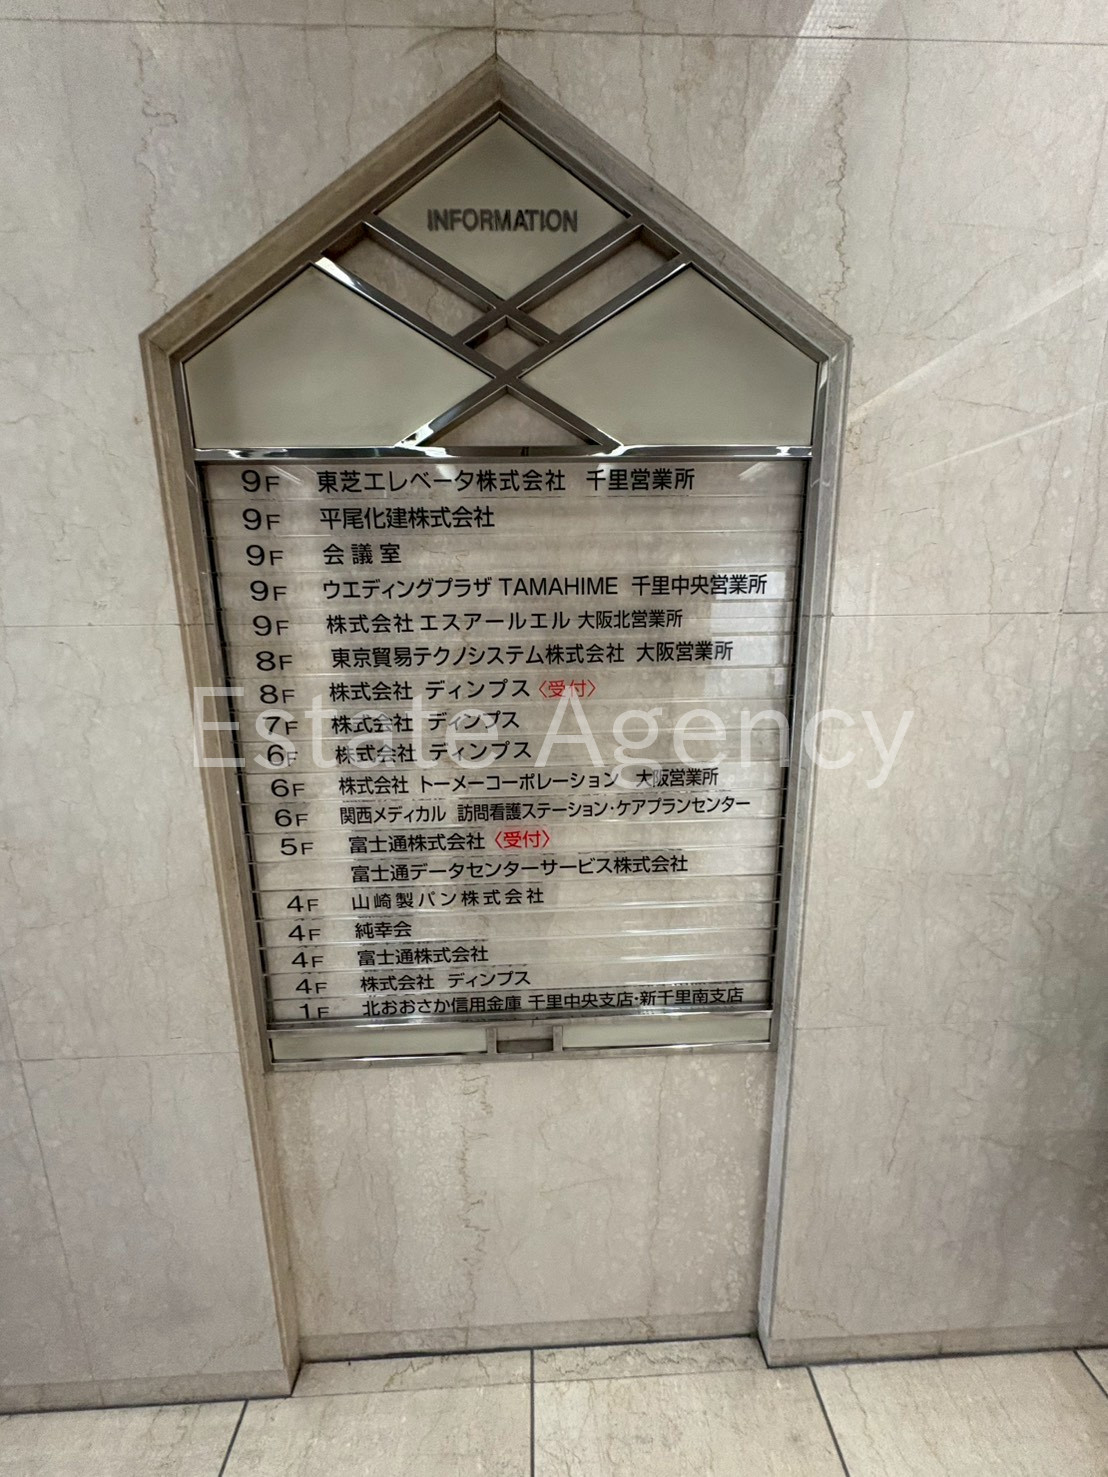 INFORMATION
9F 東芝エレベータ株式会社 千里営業所
9F 平尾化建株式会社
9F 会議室
9F ウエディングプラザ TAMAHIME 千里中央営業所
9F 株式会社エスアールエル 大阪北営業所
8F 東京貿易テクノシステム株式会社 大阪営業所
8F 株式会社 ディンプス〈受付〉
7F 株式会社 ディンプス
6F 株式会社 ディンプス
6F 株式会社 トーメーコーポレーション 大阪営業所
6F 関西メディカル 訪問看護ステーション・ケアプランセンター
5F 富士通株式会社〈受付〉
富士通データセンターサービス株式会社
4F 山崎製パン株式会社
4F 純幸会
4F 富士通株式会社
4F 株式会社 ディンプス
1F 北おおさか信用金庫 千里中央支店・新千里南支店
Estate Agency